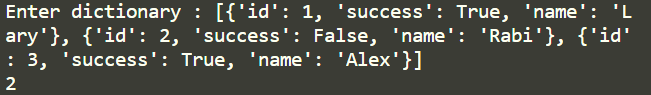 Enter dictionary : [{'id': 1, 'success': True, 'name': 'L
ary'}, {'id': 2, 'success': False, 'name': 'Rabi'}, {'id'
: 3, 'success': True, 'name': 'Alex'}]
2